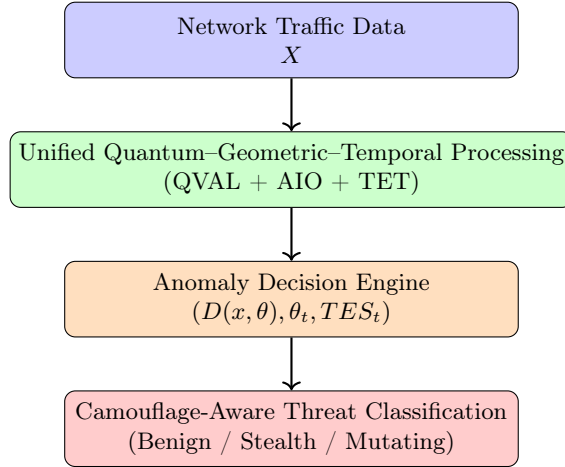 Network Traffic Data
X
Unified Quantum–Geometric–Temporal Processing
(QVAL + AIO + TET)
Anomaly Decision Engine
(D(x, θ), θₜ, TESₜ)
Camouflage-Aware Threat Classification
(Benign / Stealth / Mutating)